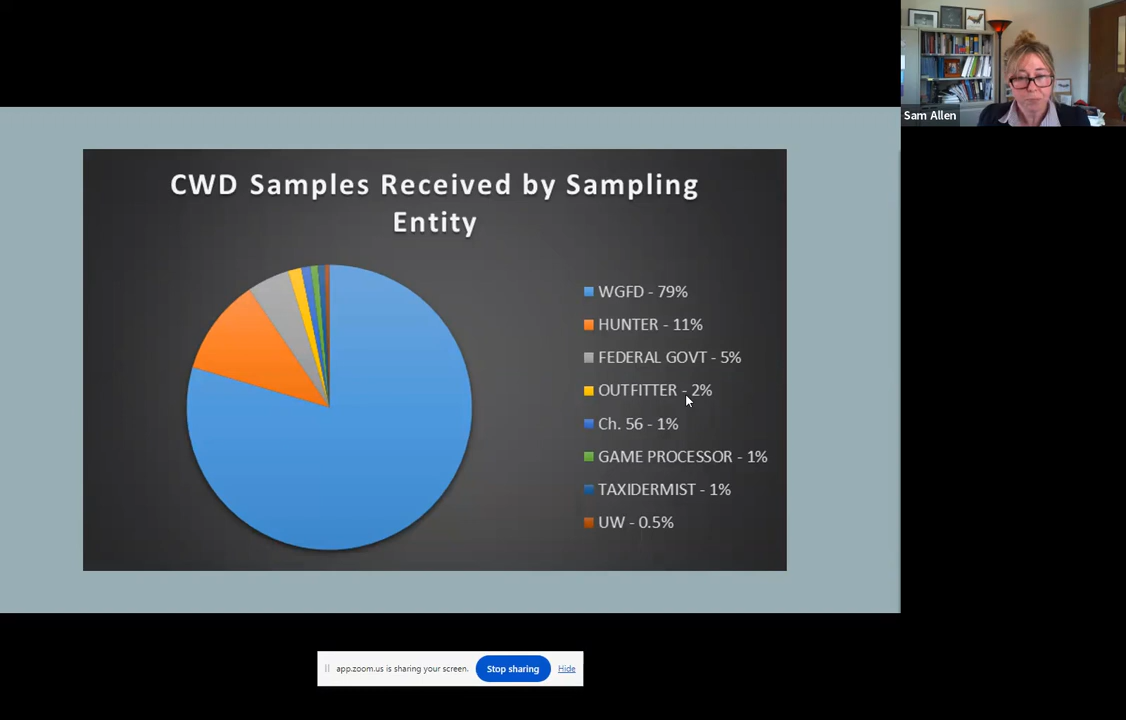 Sam Allen
CWD Samples Received by Sampling
Entity
WGFD - 79%
HUNTER - 11%
FEDERAL GOVT - 5%
OUTFITTER - 2%
Ch. 56 - 1%
GAME PROCESSOR - 1%
TAXIDERMIST - 1%
UW - 0.5%
app.zoom.us is sharing your screen. Stop sharing Hide